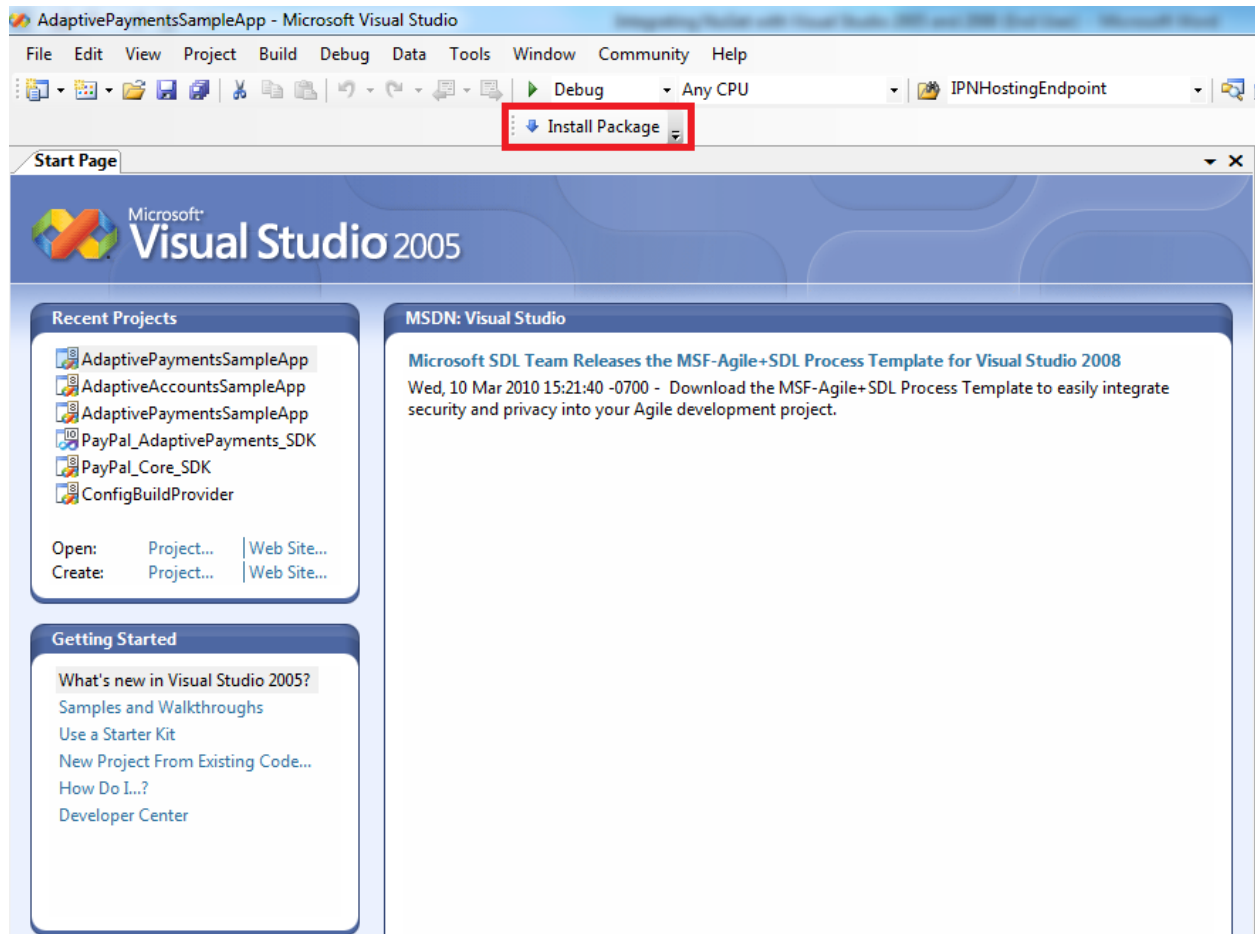 AdaptivePaymentsSampleApp - Microsoft Visual Studio
File Edit View Project Build Debug Data Tools Window Community Help
Debug Any CPU IPNHostingEndpoint
Install Package
Start Page
Microsoft
Visual Studio 2005
Recent Projects
AdaptivePaymentsSampleApp
AdaptiveAccountsSampleApp
AdaptivePaymentsSampleApp
PayPal_AdaptivePayments_SDK
PayPal_Core_SDK
ConfigBuildProvider
Open: Project... Web Site...
Create: Project... Web Site...
Getting Started
What's new in Visual Studio 2005?
Samples and Walkthroughs
Use a Starter Kit
New Project From Existing Code...
How Do I...?
Developer Center
MSDN: Visual Studio
Microsoft SDL Team Releases the MSF-Agile+SDL Process Template for Visual Studio 2008
Wed, 10 Mar 2010 15:21:40 -0700 - Download the MSF-Agile+SDL Process Template to easily integrate
security and privacy into your Agile development project.